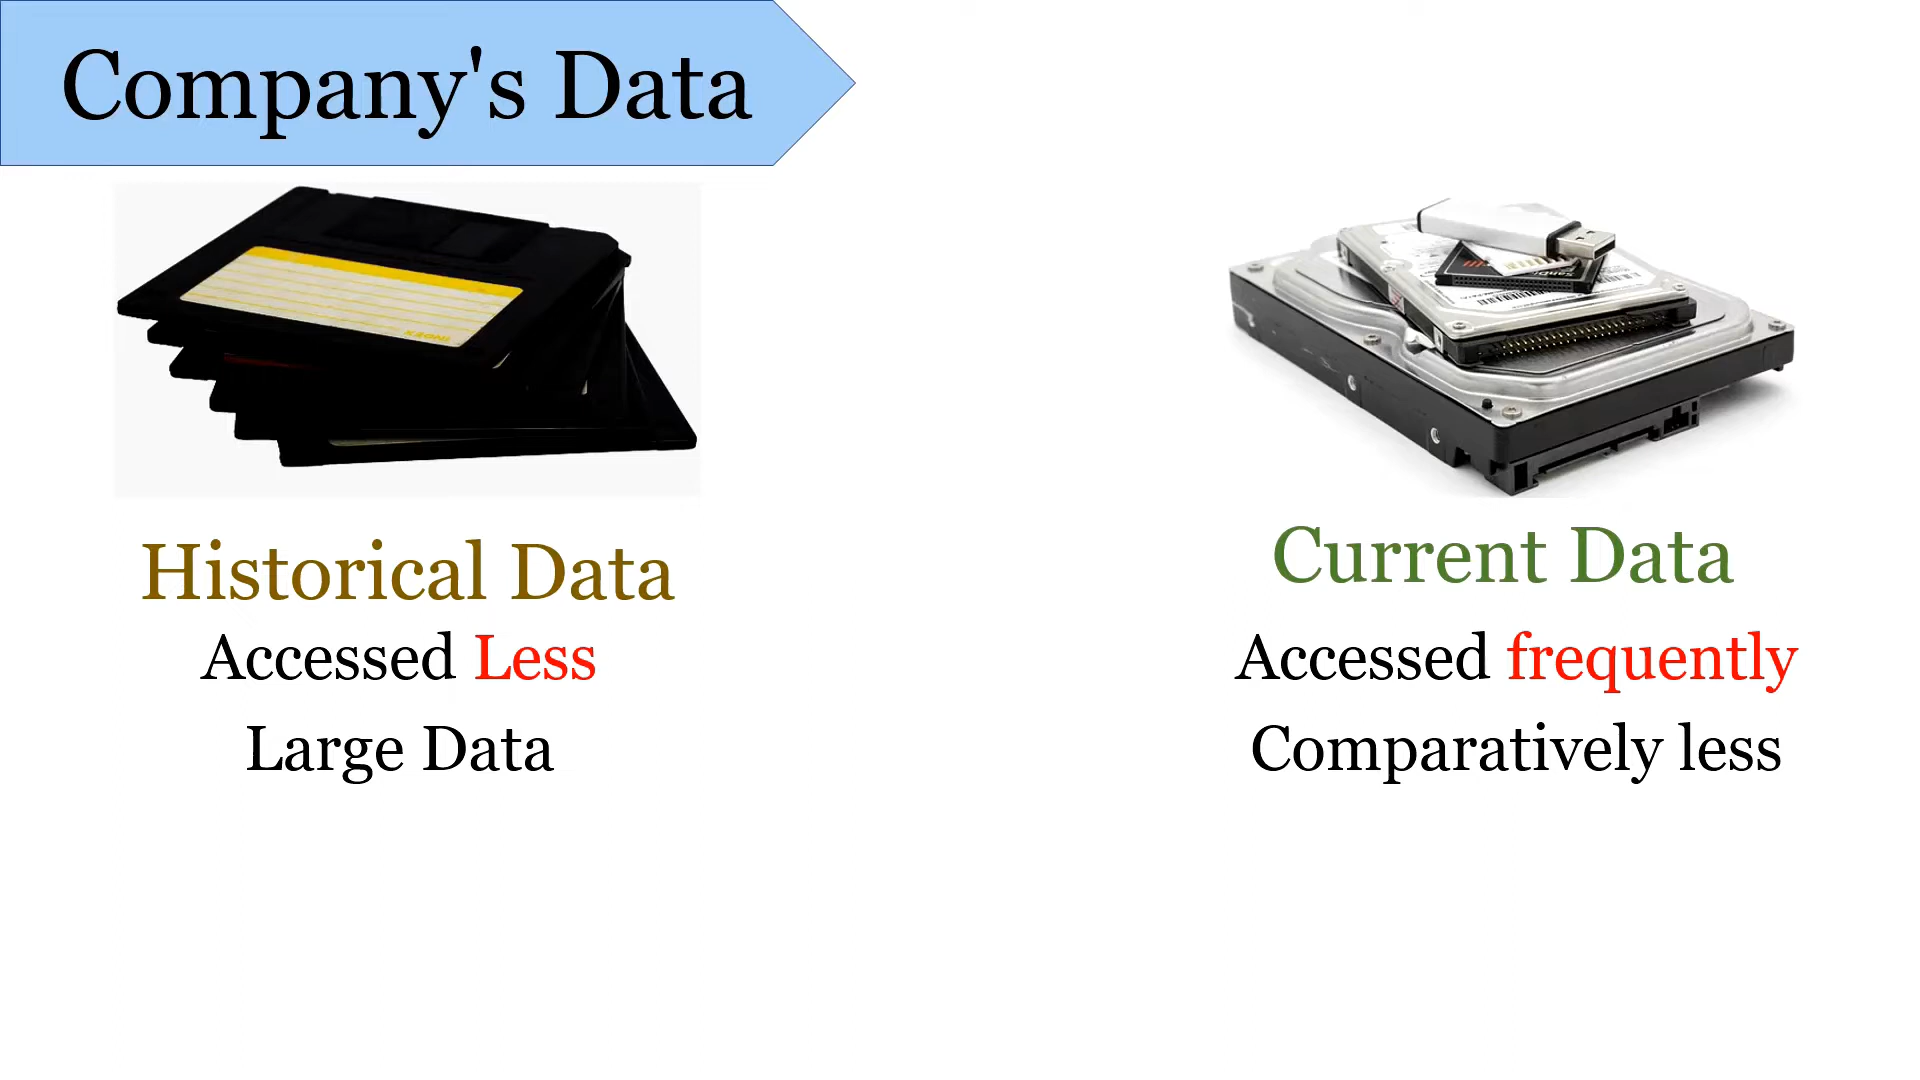 Company's Data
Historical Data
Accessed Less
Large Data
Current Data
Accessed frequently
Comparatively less